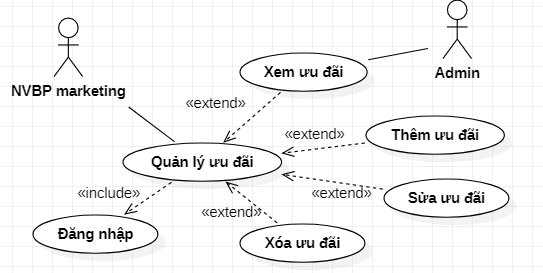 Xem ưu đãi
Admin
NVBP marketing
«extend»
«extend»
Thêm ưu đãi
Quản lý ưu đãi
«include»
«extend»
Sửa ưu đãi
«extend»
Đăng nhập
Xóa ưu đãi